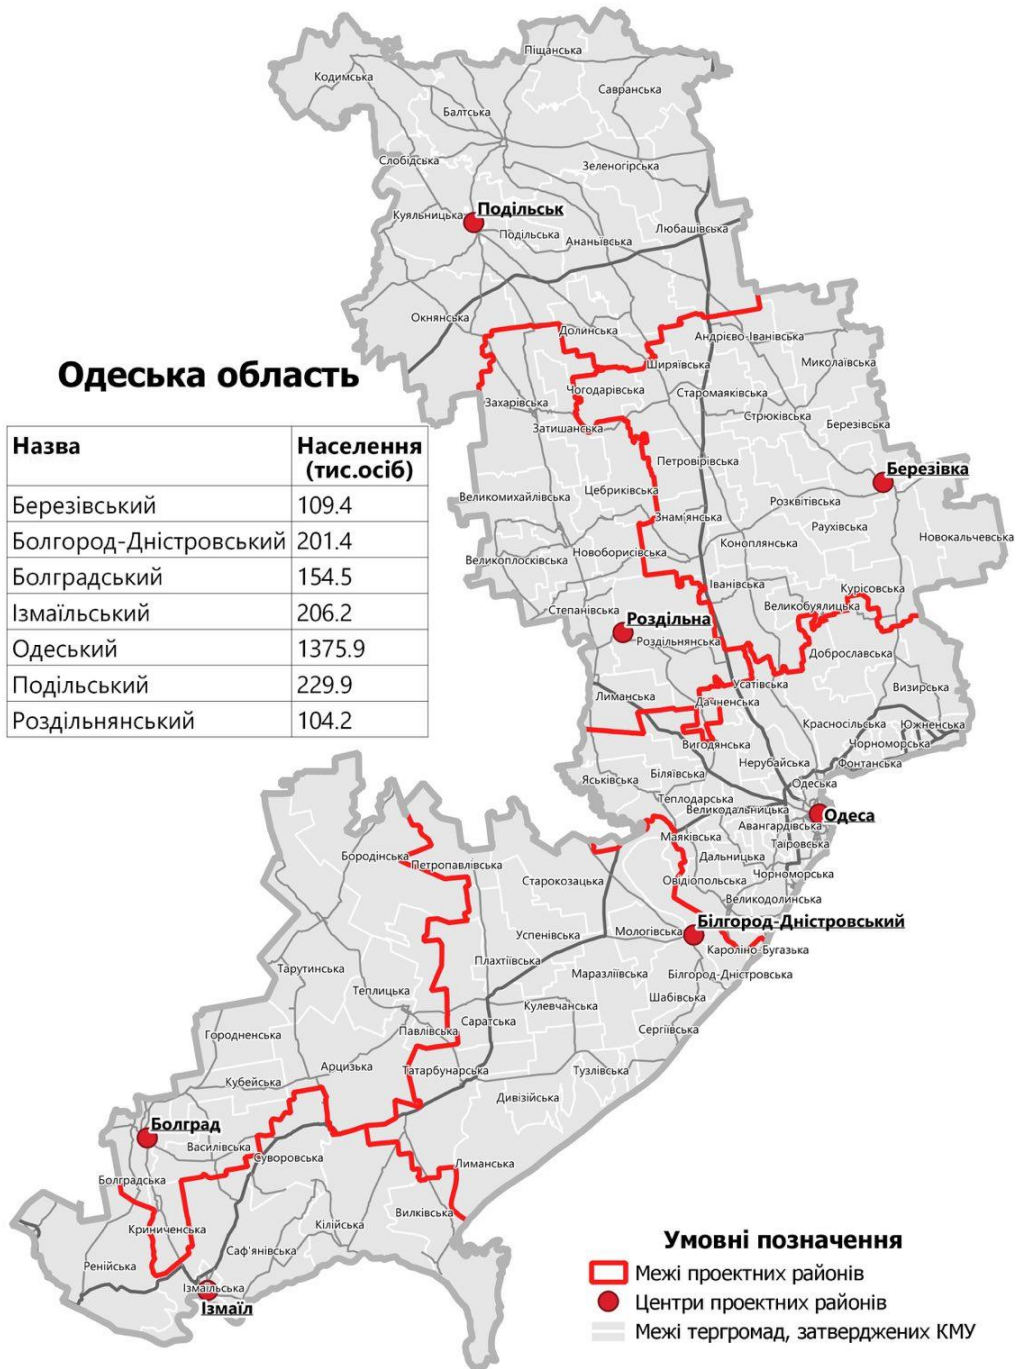 Піщанська
Кодимська
Савранська
Балтська
Слобідська
Зеленогірська
Куяльницька
Подільськ
Подільська
Ананьївська
Любашівська
Окнянська
Долинська
Андрієво-Іванівська
Миколаївська
Ширяївська
Одеська область
Чогодарівська
Старомаяківська
Захарівська
Стрюківська
Затишанська
Березівська
Назва Населення
(тис.осіб)
Березівський 109.4
Болгород-Дністровський 201.4
Болградський 154.5
Ізмаїльський 206.2
Одеський 1375.9
Подільський 229.9
Роздільнянський 104.2
Петровірівська
Березівка
Цебриківська
Великомихайлівська
Розквітівська
Знам'янська
Раухівська
Новокальчевська
Коноплянська
Новоборисівська
Великоплосківська
Іванівська
Курісовська
Степанівська
Великобуялицька
Роздільна
Роздільнянська
Доброславська
Усатівська
Визирська
Лиманська
Дачненська
Красносільська
Южненська
Вигодянська
Чорноморська
Нерубайська
Фонтанська
Яськівська
Біляївська
Одеська
Теплодарська
Великодальницька
Одеса
Авангардівська
Маяківська
Таїровська
Дальницька
Бородінська
Петропавлівська
Чорноморська
Старокозацька
Овідіопольська
Великодолинська
Білгород-Дністровський
Мологівська
Успенівська
Кароліно-Бугазька
Плахтіївська
Тарутинська
Маразліївська
Білгород-Дністровська
Теплицька
Шабівська
Кулевчанська
Саратська
Сергіївська
Павлівська
Городненська
Арцизька
Татарбунарська
Тузлівська
Кубейська
Дивізійська
Болград
Василівська
Суворовська
Лиманська
Болградська
Вилківська
Криниченська
Кілійська
Саф'янівська
Ренійська
Ізмаїльська
Ізмаїл
Умовні позначення
Межі проектних районів
Центри проектних районів
Межі тергромад, затверджених КМУ